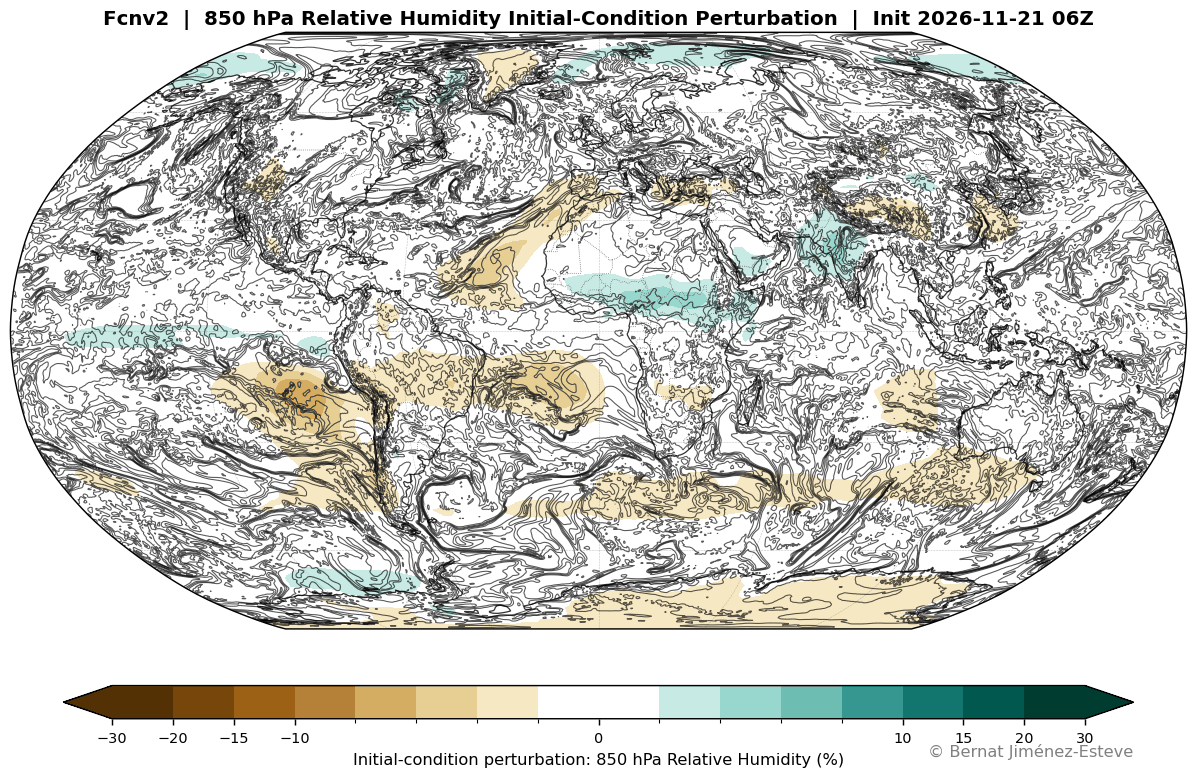 Fcnv2 | 850 hPa Relative Humidity Initial-Condition Perturbation | Init 2026-11-21 06Z
−30 −20 −15 −10 0 10 15 20 30
Initial-condition perturbation: 850 hPa Relative Humidity (%)
© Bernat Jiménez-Esteve